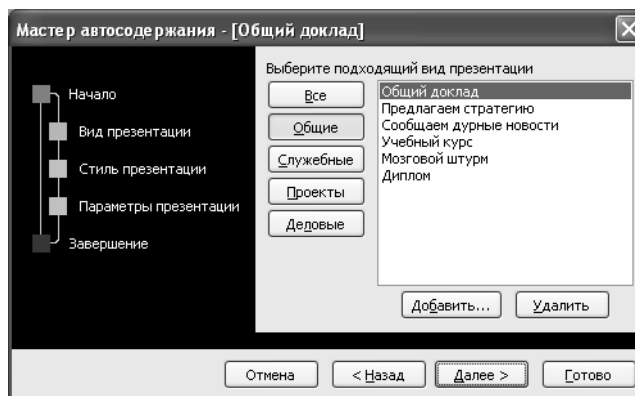 Мастер автосодержания - [Общий доклад]
Выберите подходящий вид презентации
Начало
Вид презентации
Стиль презентации
Параметры презентации
Завершение
Все
Общие
Служебные
Проекты
Деловые
Общий доклад
Предлагаем стратегию
Сообщаем дурные новости
Учебный курс
Мозговой штурм
Диплом
Добавить...
Удалить
Отмена
< Назад
Далее >
Готово